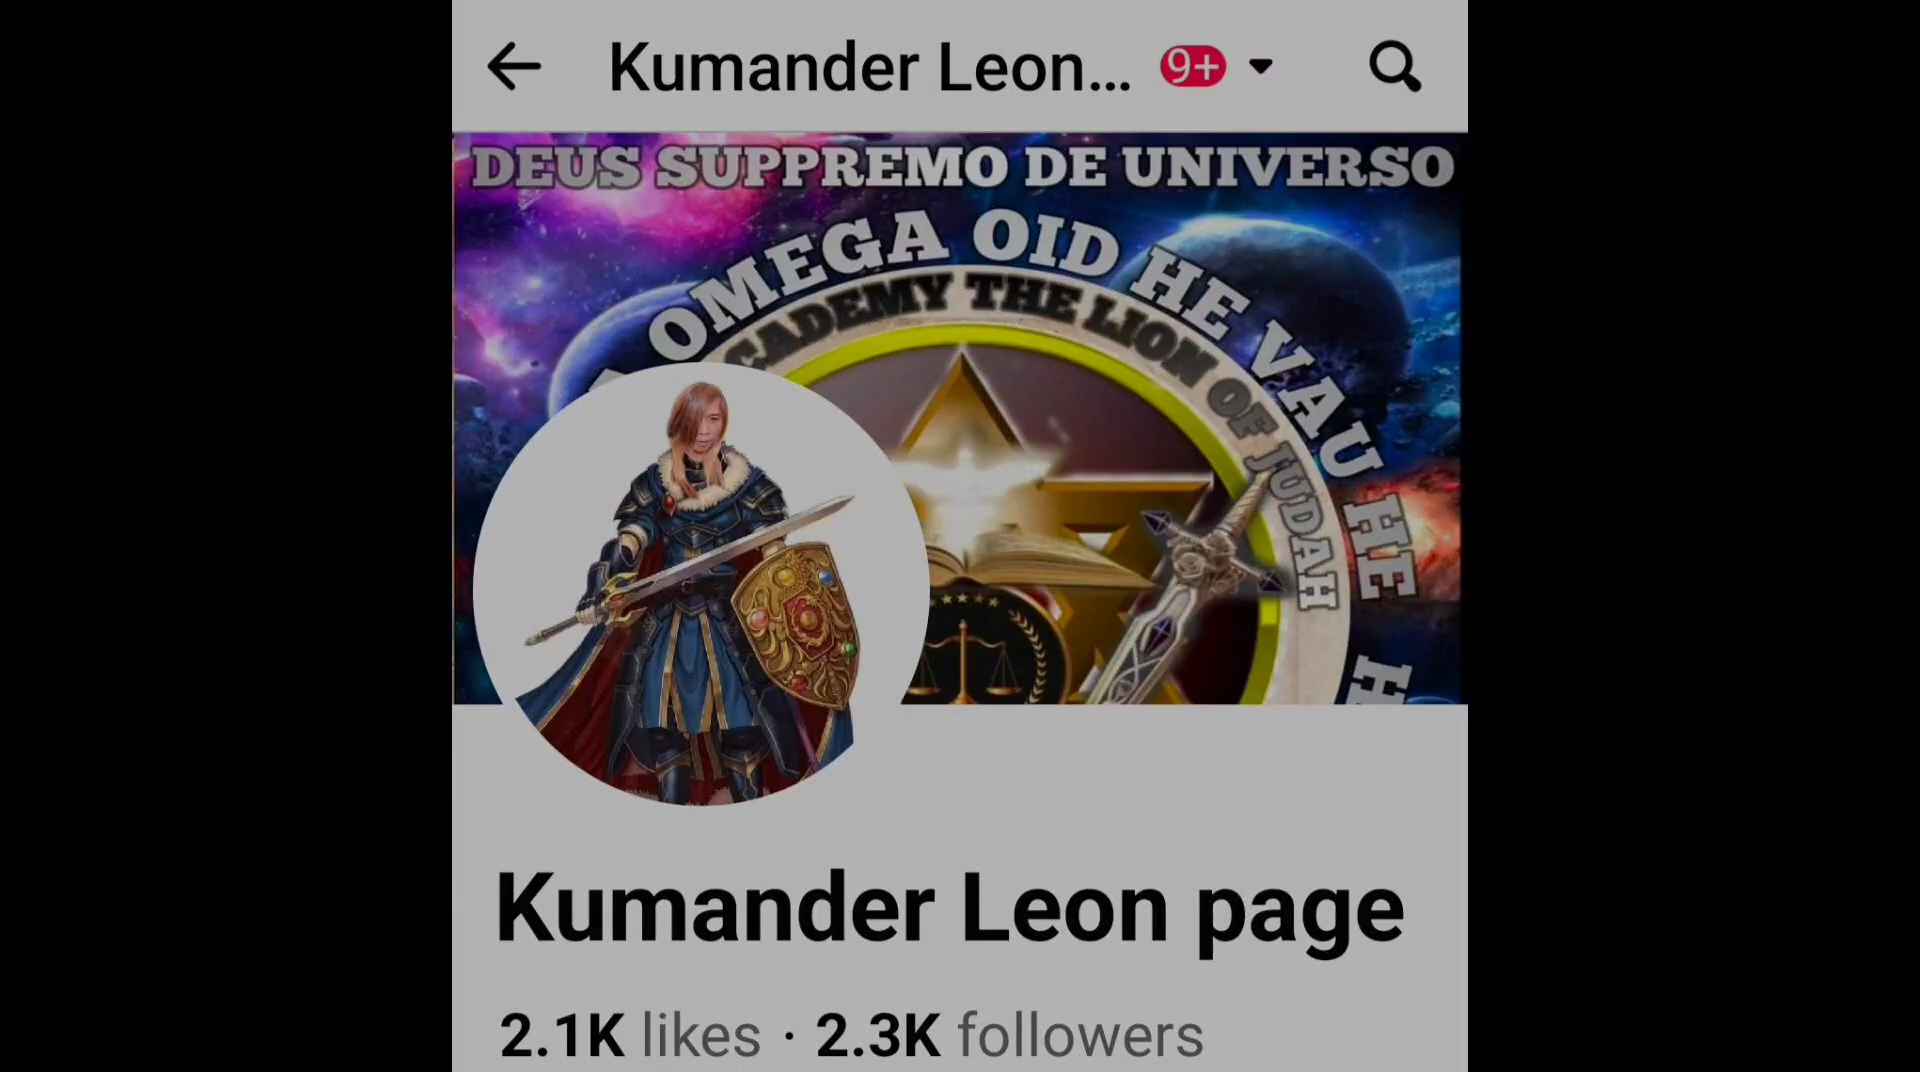 Kumander Leon... 9+
DEUS SUPPREMO DE UNIVERSO
OMEGA OID HE VAU HE
CADEMY THE LION OF JUDAH
Kumander Leon page
2.1K likes · 2.3K followers